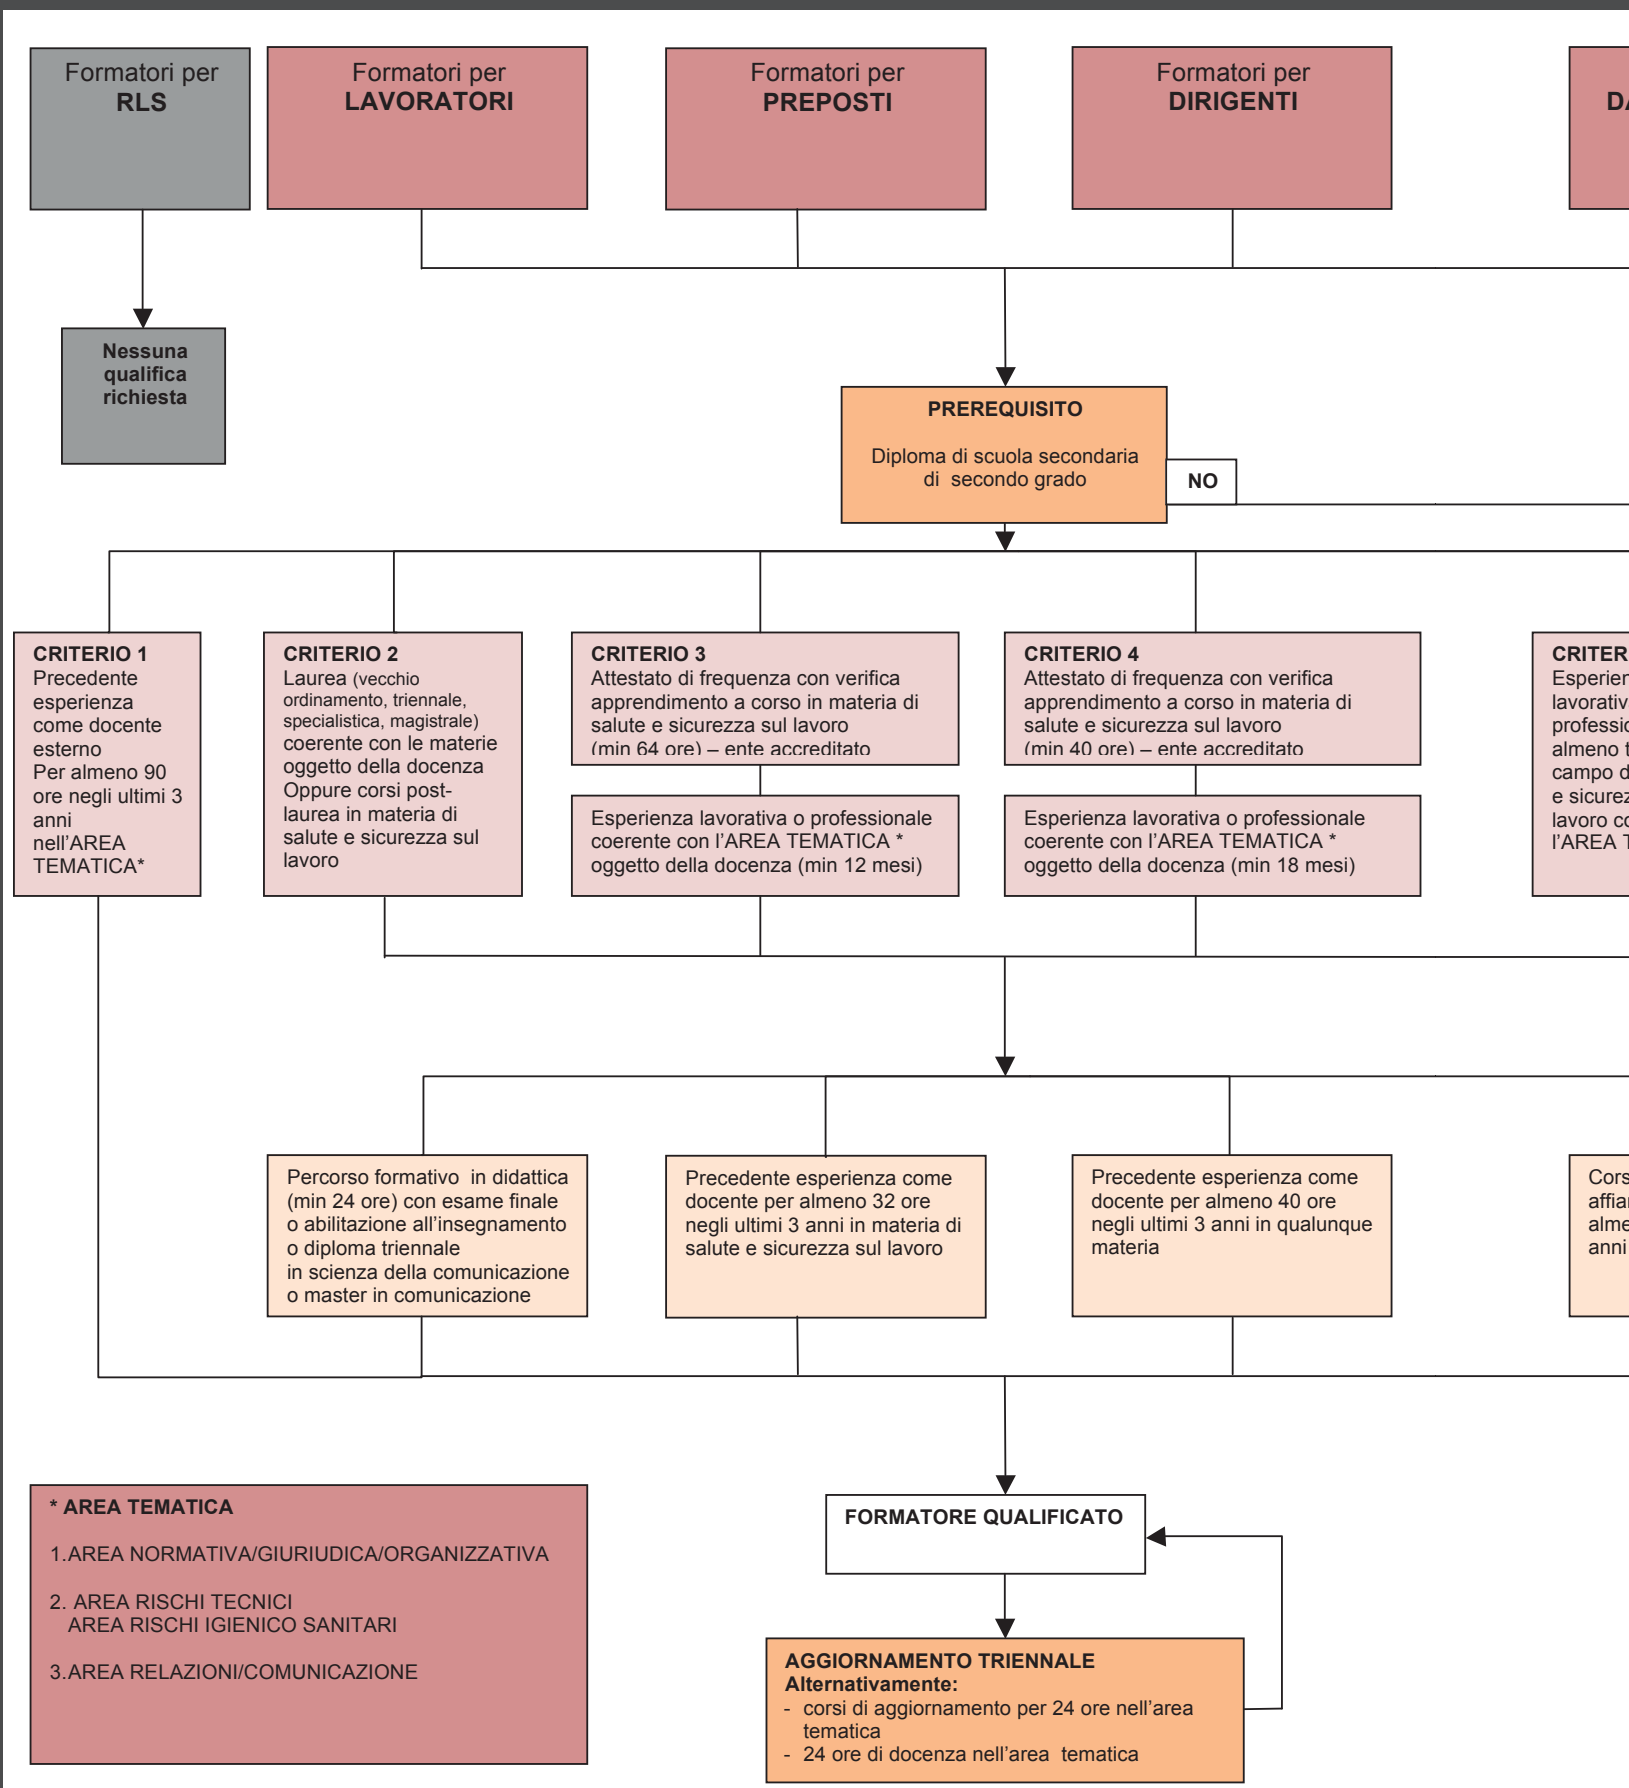 Formatori per
RLS
Formatori per
LAVORATORI
Formatori per
PREPOSTI
Formatori per
DIRIGENTI
Nessuna
qualifica
richiesta
PREREQUISITO
Diploma di scuola secondaria
di secondo grado
NO
CRITERIO 1
Precedente
esperienza
come docente
esterno
Per almeno 90
ore negli ultimi 3
anni
nell'AREA
TEMATICA*
CRITERIO 2
Laurea (vecchio
ordinamento, triennale,
specialistica, magistrale)
coerente con le materie
oggetto della docenza
Oppure corsi post-
laurea in materia di
salute e sicurezza sul
lavoro
CRITERIO 3
Attestato di frequenza con verifica
apprendimento a corso in materia di
salute e sicurezza sul lavoro
(min 64 ore) – ente accreditato
Esperienza lavorativa o professionale
coerente con l'AREA TEMATICA *
oggetto della docenza (min 12 mesi)
CRITERIO 4
Attestato di frequenza con verifica
apprendimento a corso in materia di
salute e sicurezza sul lavoro
(min 40 ore) – ente accreditato
Esperienza lavorativa o professionale
coerente con l'AREA TEMATICA *
oggetto della docenza (min 18 mesi)
almeno
campo
e
lavoro
l'AREA
Percorso formativo in didattica
(min 24 ore) con esame finale
o abilitazione all'insegnamento
o diploma triennale
in scienza della comunicazione
o master in comunicazione
Precedente esperienza come
docente per almeno 32 ore
negli ultimi 3 anni in materia di
salute e sicurezza sul lavoro
Precedente esperienza come
docente per almeno 40 ore
negli ultimi 3 anni in qualunque
materia
anni
* AREA TEMATICA
1.AREA NORMATIVA/GIURIUDICA/ORGANIZZATIVA
2. AREA RISCHI TECNICI
AREA RISCHI IGIENICO SANITARI
3.AREA RELAZIONI/COMUNICAZIONE
FORMATORE QUALIFICATO
AGGIORNAMENTO TRIENNALE
Alternativamente:
- corsi di aggiornamento per 24 ore nell'area
tematica
- 24 ore di docenza nell'area tematica